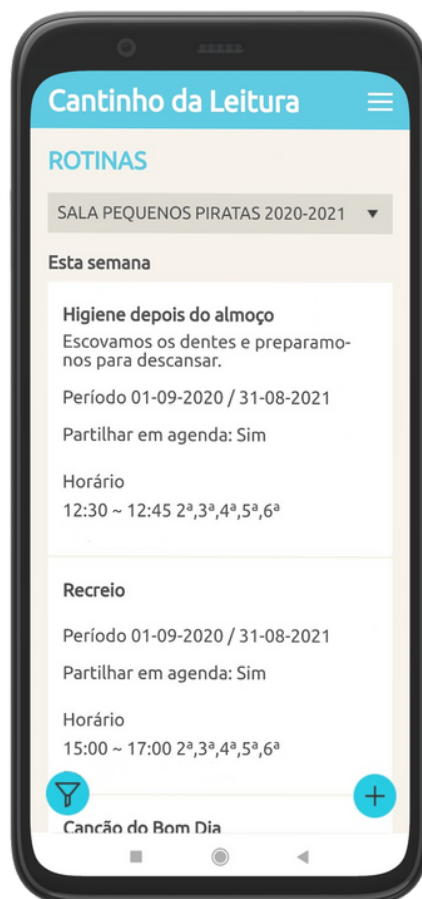 Cantinho da Leitura
ROTINAS
SALA PEQUENOS PIRATAS 2020-2021
Esta semana
Higiene depois do almoço
Escovamos os dentes e preparamo-
nos para descansar.
Período 01-09-2020 / 31-08-2021
Partilhar em agenda: Sim
Horário
12:30 ~ 12:45 2ª,3ª,4ª,5ª,6ª
Recreio
Período 01-09-2020 / 31-08-2021
Partilhar em agenda: Sim
Horário
15:00 ~ 17:00 2ª,3ª,4ª,5ª,6ª
Canção do Bom Dia